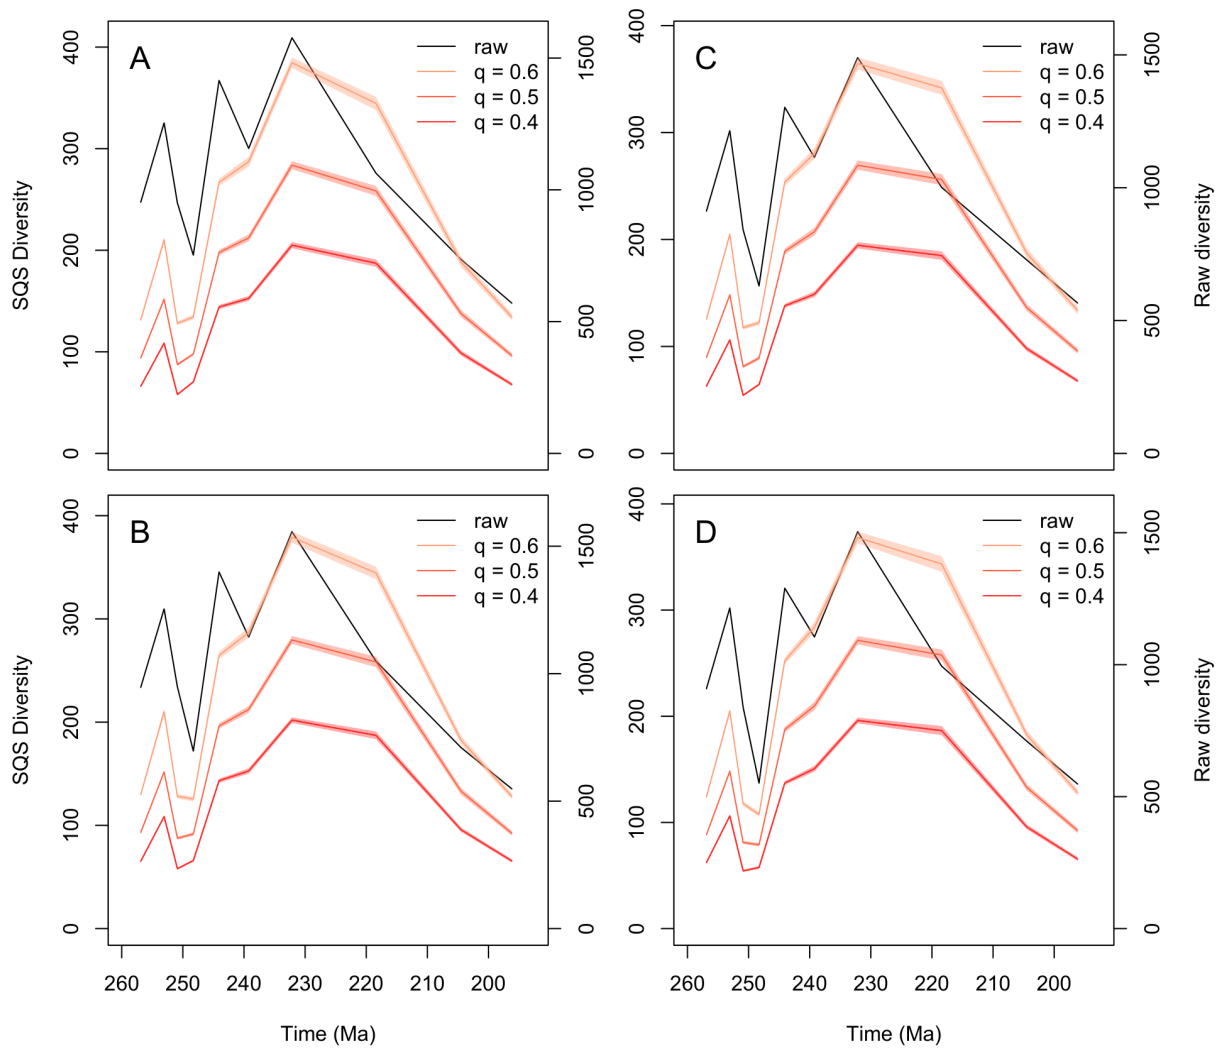 A
raw
q = 0.6
q = 0.5
q = 0.4
SQS Diversity
0
100
200
300
400
0
500
1000
1500
C
raw
q = 0.6
q = 0.5
q = 0.4
0
100
200
300
400
0
500
1000
1500
Raw diversity
B
raw
q = 0.6
q = 0.5
q = 0.4
SQS Diversity
0
100
200
300
400
0
500
1000
1500
260 250 240 230 220 210 200
Time (Ma)
D
raw
q = 0.6
q = 0.5
q = 0.4
0
100
200
300
400
0
500
1000
1500
Raw diversity
260 250 240 230 220 210 200
Time (Ma)